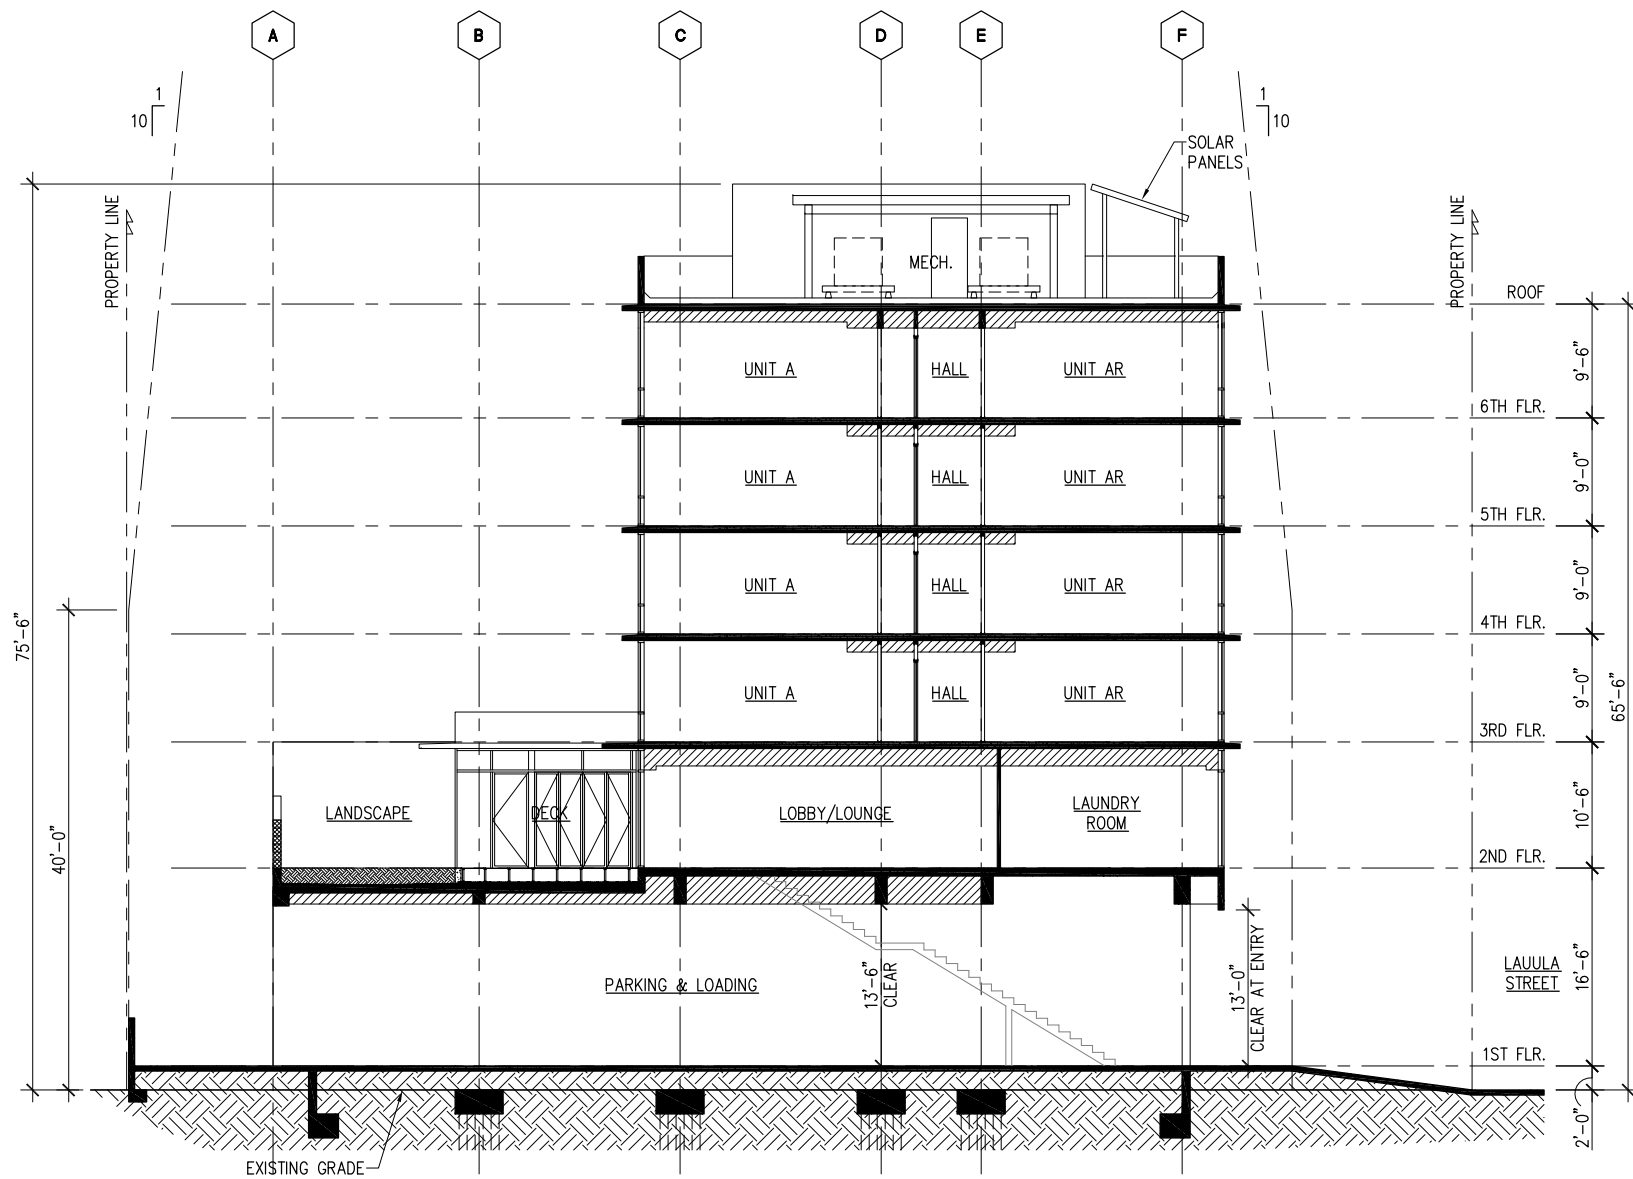 A
B
C
D
E
F
1
10
1
10
SOLAR
PANELS
PROPERTY LINE
PROPERTY LINE
MECH.
ROOF
UNIT A
HALL
UNIT AR
9'-6"
6TH FLR.
UNIT A
HALL
UNIT AR
9'-0"
5TH FLR.
UNIT A
HALL
UNIT AR
9'-0"
4TH FLR.
75'-6"
UNIT A
HALL
UNIT AR
9'-0"
65'-6"
3RD FLR.
LANDSCAPE
DECK
LOBBY/LOUNGE
LAUNDRY
ROOM
10'-6"
40'-0"
2ND FLR.
PARKING & LOADING
13'-6"
CLEAR
13'-0"
CLEAR AT ENTRY
LAUULA
STREET
16'-6"
1ST FLR.
2'-0"
EXISTING GRADE